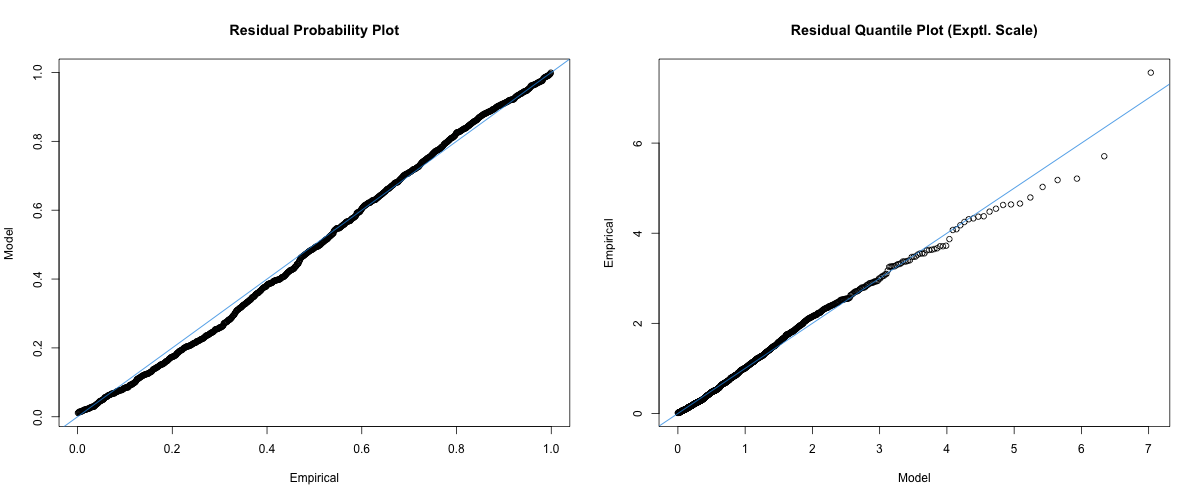 Residual Probability Plot
Model
1.0
0.8
0.6
0.4
0.2
0.0
0.0 0.2 0.4 0.6 0.8 1.0
Empirical
Residual Quantile Plot (Exptl. Scale)
Empirical
6
4
2
0
0 1 2 3 4 5 6 7
Model